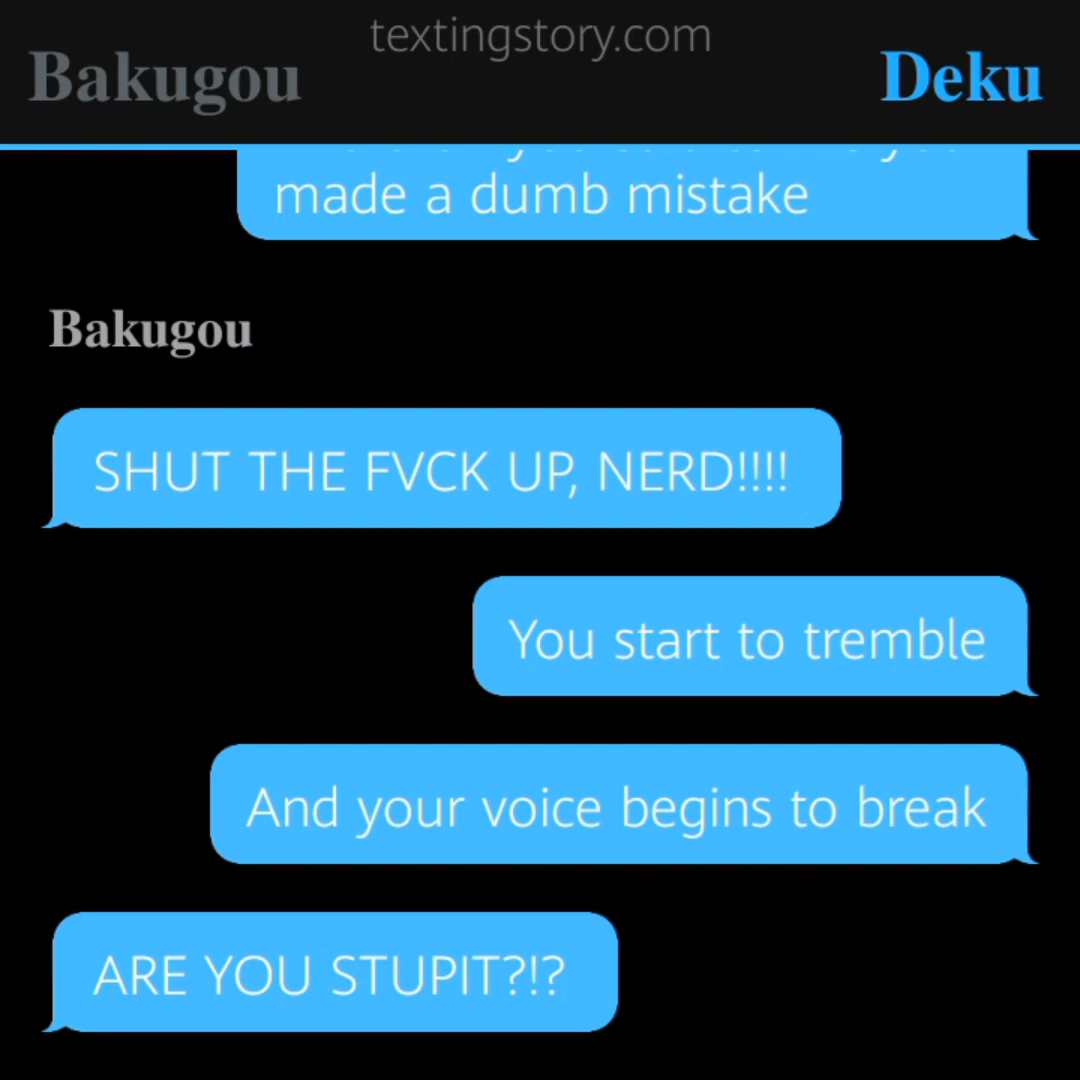 textingstory.com
Bakugou
Deku
made a dumb mistake
Bakugou
SHUT THE FVCK UP, NERD!!!!
You start to tremble
And your voice begins to break
ARE YOU STUPIT?!?